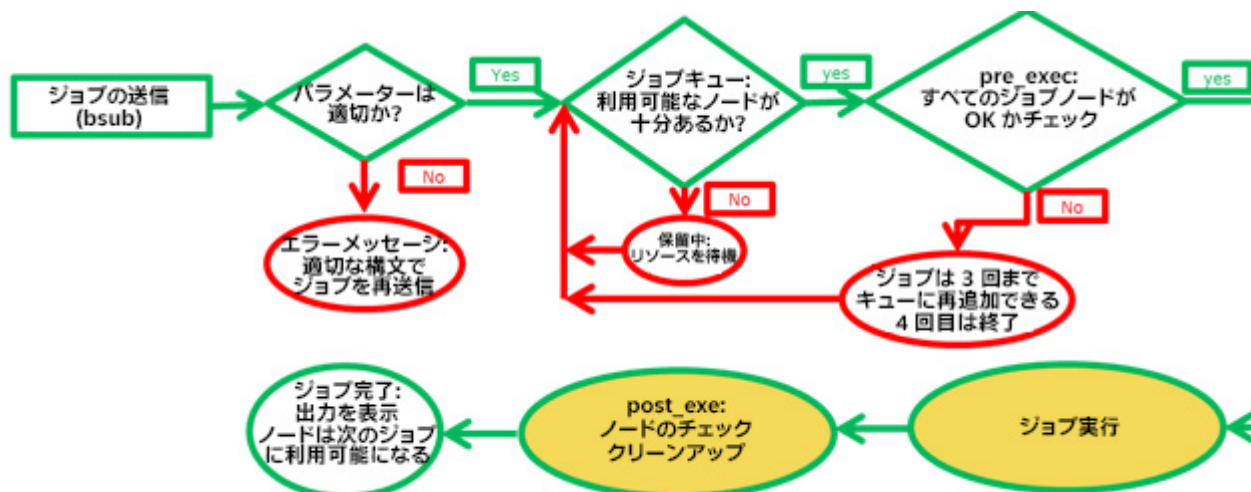 ジョブの送信
(bsub)
パラメーターは
適切か?
Yes
ジョブキュー:
利用可能なノードが
十分あるか?
yes
pre_exec:
すべてのジョブノードが
OK かチェック
yes
No
エラーメッセージ:
適切な構文で
ジョブを再送信
No
保留中:
リソースを待機
No
ジョブは 3 回まで
キューに再追加できる
4 回目は終了
ジョブ完了:
出力を表示
ノードは次のジョブ
に利用可能になる
post_exe:
ノードのチェック
クリーンアップ
ジョブ実行